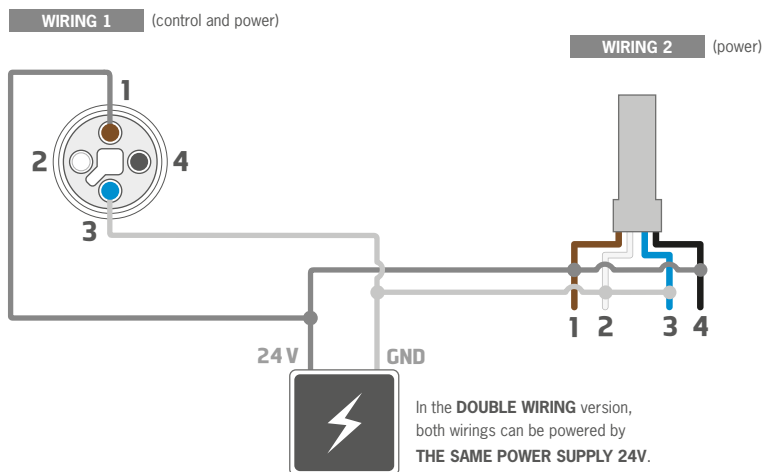 WIRING 1 (control and power)
WIRING 2 (power)
1
2 4
3
1 2 3 4
24 V GND
In the DOUBLE WIRING version,
both wirings can be powered by
THE SAME POWER SUPPLY 24V.